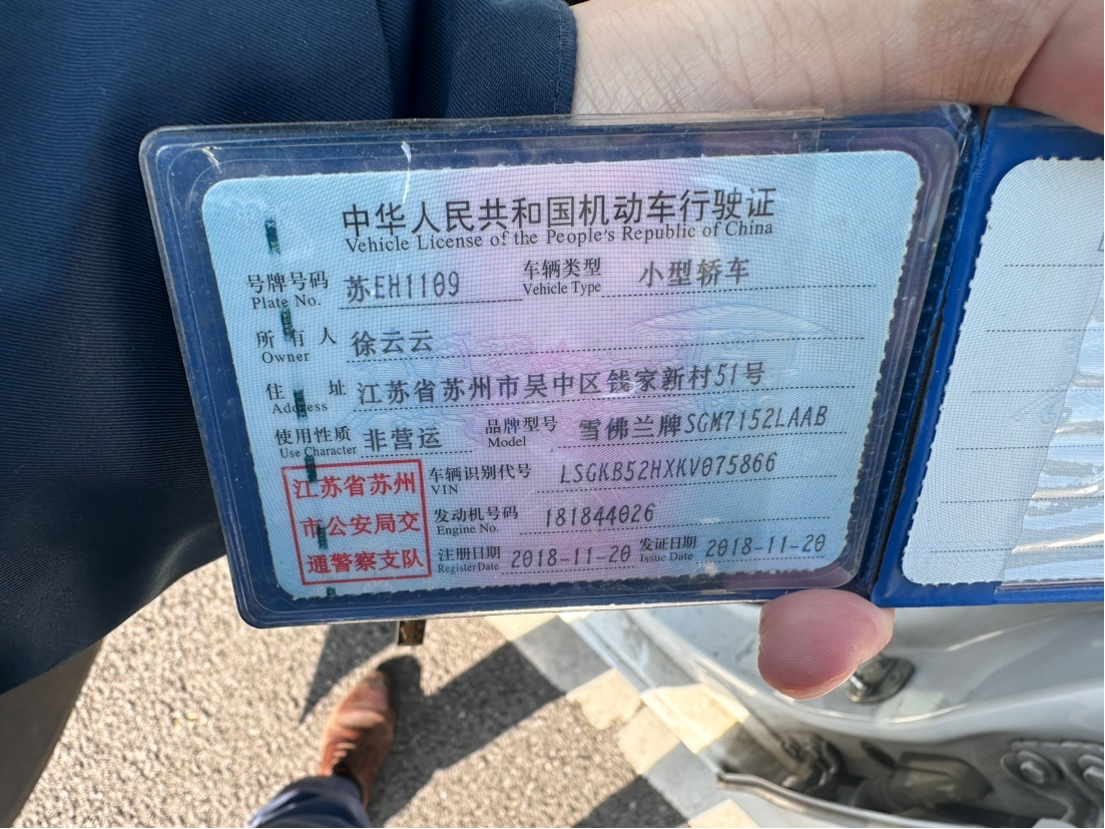 中华人民共和国机动车行驶证
Vehicle License of the People's Republic of China
号牌号码 苏EH1109 车辆类型 小型轿车
Plate No. Vehicle Type
所有人 徐云云
Owner
住址 江苏省苏州市吴中区钱家新村51号
Address
使用性质 非营运 品牌型号 雪佛兰牌SGM7152LAAB
Use Character Model
江苏省苏州
市公安局交
通警察支队
车辆识别代号 LSGKB52HXKV075866
VIN
发动机号码 181844026
Engine No.
注册日期 2018-11-20 发证日期 2018-11-20
Register Date Issue Date